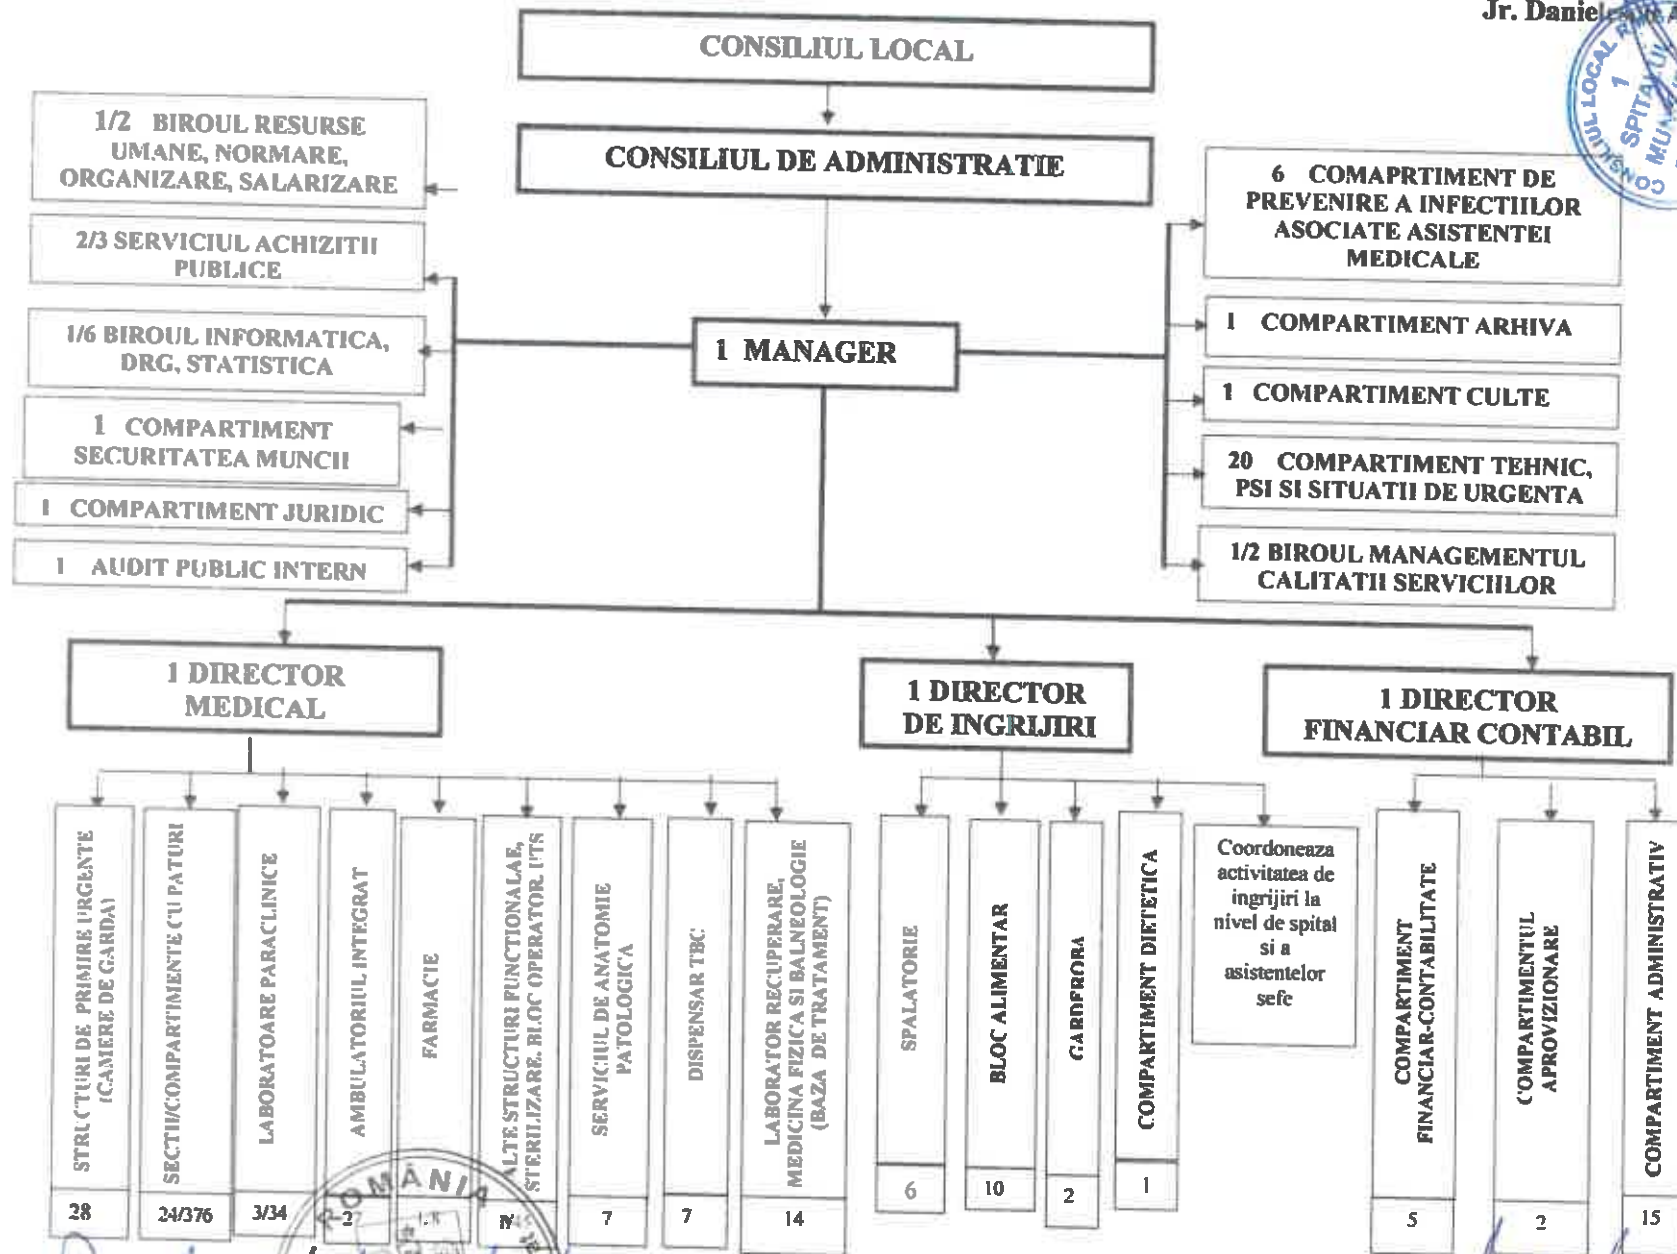 Jr. Daniel
CONSILIUL LOCAL
1
SPITALUL
CONSILIUL LOCAL
1/2 BIROUL RESURSE
UMANE, NORMARE,
ORGANIZARE, SALARIZARE
CONSILIUL DE ADMINISTRATIE
6 COMAPRTIMENT DE
PREVENIRE A INFECTIILOR
ASOCIATE ASISTENTEI
MEDICALE
2/3 SERVICIUL ACHIZITII
PUBLICE
1/6 BIROUL INFORMATICA,
DRG, STATISTICA
1 MANAGER
1 COMPARTIMENT ARHIVA
1 COMPARTIMENT CULTE
1 COMPARTIMENT
SECURITATEA MUNCII
20 COMPARTIMENT TEHNIC,
PSI SI SITUATII DE URGENTA
1 COMPARTIMENT JURIDIC
1 AUDIT PUBLIC INTERN
1/2 BIROUL MANAGEMENTUL
CALITATII SERVICIILOR
1 DIRECTOR
MEDICAL
1 DIRECTOR
DE INGRIJIRI
1 DIRECTOR
FINANCIAR CONTABIL
STRUCTURI DE PRIMIRE URGENTE
(CAMERE DE GARDA)
28
SECTII/COMPARTIMENTE CU PATURI
24/376
LABORATOARE PARACLINICE
3/34
AMBULATORIUL INTEGRAT
2
FARMACIE
ALTE STRUCTURI FUNCTIONALAE,
STERILIZARE, BLOC OPERATOR, UTS
SERVICIUL DE ANATOMIE
PATOLOGICA
7
DISPENSAR TBC
7
LABORATOR RECUPERARE,
MEDICINA FIZICA SI BALNEOLOGIE
(BAZA DE TRATAMENT)
14
SPALATORIE
6
BLOC ALIMENTAR
10
GARDEROBA
2
COMPARTIMENT DIETETICA
1
Coordoneaza
activitatea de
ingrijiri la
nivel de spital
si a
asistentelor
sefe
COMPARTIMENT
FINANCIAR-CONTABILITATE
5
COMPARTIMENTUL
APROVIZIONARE
2
COMPARTIMENT ADMINISTRATIV
15
ROMÂNIA